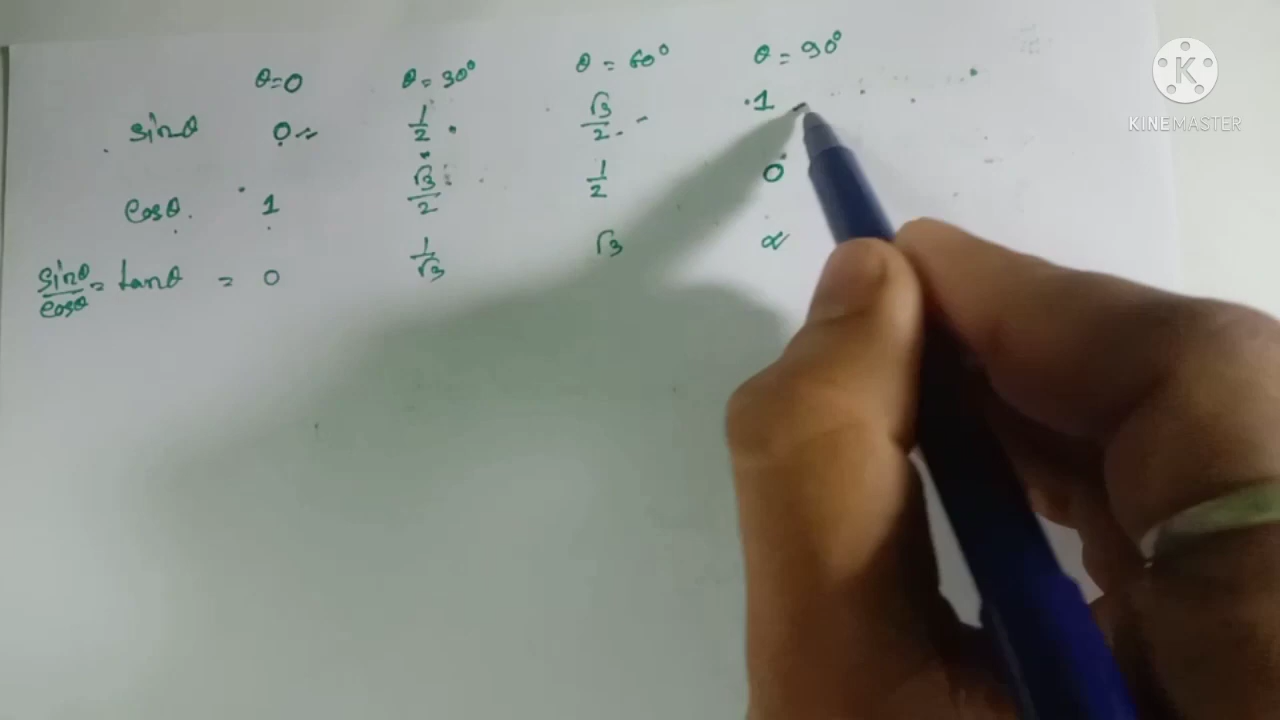 θ=0 θ=30° θ=60° θ=90°
sinθ 0 1/2 √3/2 1
cosθ 1 √3/2 1/2 0
sinθ/cosθ = tanθ = 0 1/√3 √3 ∝
KINEMASTER